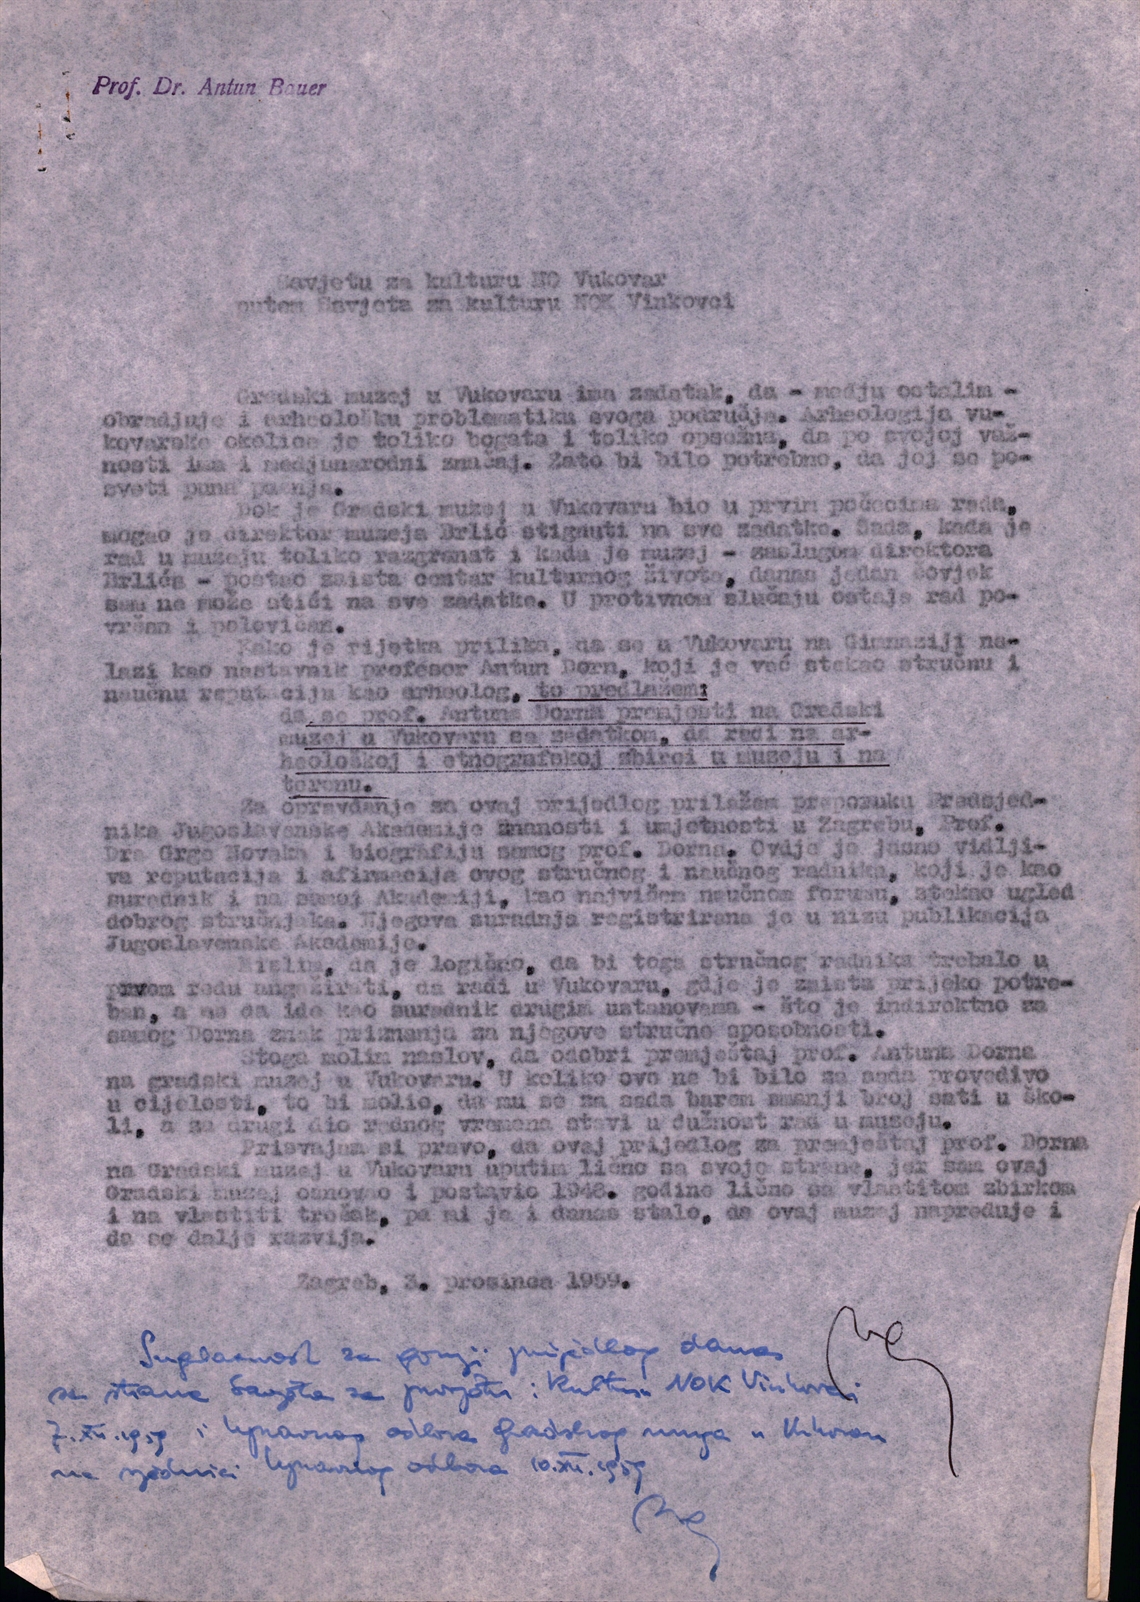 Prof. Dr. Antun Bauer
Savjetu za kulturu NO Vukovar
putem Savjeta za kulturu NOK Vinkovci
Gradski muzej u Vukovaru ima zadatak, da - medju ostalim -
obradjuje i arheološku problematiku svoga područja. Arheologija vu-
kovarske okolice je toliko bogata i toliko opsežna, da po svojoj važ-
nosti ima i medjunarodni značaj. Zato bi bilo potrebno, da joj se po-
sveti puna pažnja.
Dok je Gradski muzej u Vukovaru bio u prvim počecima rada,
mogao je direktor muzeja Brlić stignuti na sve zadatke. Sada, kada je
rad u muzeju toliko razgranat i kada je muzej - zaslugom direktora
Brlića - postao zaista centar kulturnog života, danas jedan čovjek
sam ne može stići na sve zadatke. U protivnom slučaju ostaje rad po-
vršan i polovičan.
Kako je rijetka prilika, da se u Vukovaru na Gimnaziji na-
lazi kao nastavnik profesor Antun Dorn, koji je već stekao stručnu i
naučnu reputaciju kao arheolog, to predlažem:
da se prof. Antuna Dorna premjesti na Gradski
muzej u Vukovaru sa zadatkom, da radi na ar-
heološkoj i etnografskoj zbirci u muzeju i na
terenu.
Za opravdanje za ovaj prijedlog prilažem preporuku Predsjed-
nika Jugoslavenske Akademije znanosti i umjetnosti u Zagrebu, Prof.
Dra Grge Novaka i biografiju samog prof. Dorna. Ovdje je jasno vidlji-
va reputacija i afirmacija ovog stručnog i naučnog radnika, koji je kao
suradnik i na samoj Akademiji, kao najvišem naučnom forumu, stekao ugled
dobrog stručnjaka. Njegova suradnja registrirana je u nizu publikacija
Jugoslavenske Akademije.
Mislim, da je logično, da bi toga stručnog radnika trebalo u
prvom redu angažirati, da radi u Vukovaru, gdje je zaista prijeko potre-
ban, a ne da ide kao suradnik drugim ustanovama - što je indirektno za
samog Dorna znak priznanja za njegove stručne sposobnosti.
Stoga molim naslov, da odobri premještaj prof. Antuna Dorna
na gradski muzej u Vukovaru. U koliko ovo ne bi bilo za sada provedivo
u cijelosti, to bi molio, da mu se za sada barem smanji broj sati u ško-
li, a za drugi dio radnog vremena stavi u dužnost rad u muzeju.
Prisvajam si pravo, da ovaj prijedlog za premještaj prof. Dorna
na Gradski muzej u Vukovaru uputim lično sa svoje strane, jer sam ovaj
Gradski muzej osnovao i postavio 1948. godine lično sa vlastitom zbirkom
i na vlastiti trošak, pa mi je i danas stalo, da ovaj muzej napreduje i
da se dalje razvija.
Zagreb, 3. prosinca 1959.
Suglasnost za gornji prijedlog danas
sa strane Savjeta za prosvjetu i kulturu NOK Vinkovci
7.XII.1959 i Upravnog odbora Gradskog muzeja u Vukovaru
na sjednici Upravnog odbora 10.XII.1959